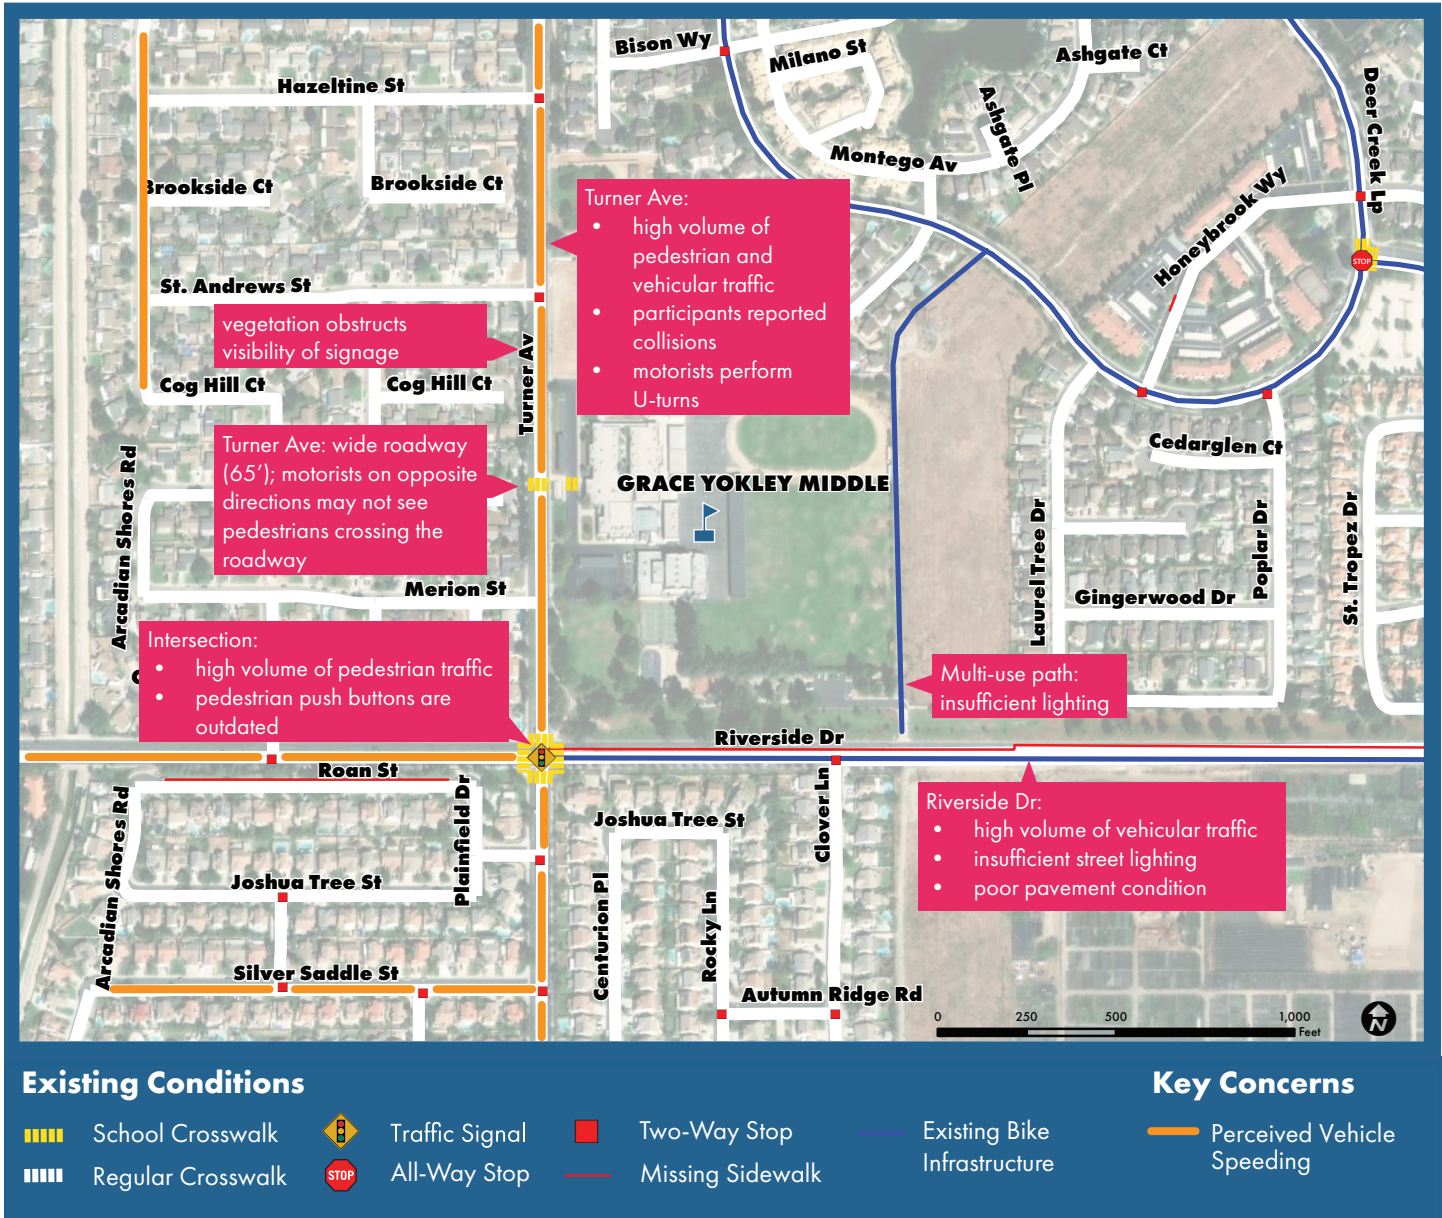 Bison Wy
Milano St
Ashgate Ct
Hazeltine St
Ashgate Pl
Deer Creek Lp
Montego Av
Brookside Ct
Brookside Ct
Honeybrook Wy
Turner Ave:
• high volume of
pedestrian and
vehicular traffic
• participants reported
collisions
• motorists perform
U-turns
St. Andrews St
STOP
vegetation obstructs
visibility of signage
Turner Av
Cog Hill Ct
Cog Hill Ct
Turner Ave: wide roadway
(65’); motorists on opposite
directions may not see
pedestrians crossing the
roadway
Arcadian Shores Rd
GRACE YOKLEY MIDDLE
Cedarglen Ct
Laurel Tree Dr
Poplar Dr
St. Tropez Dr
Gingerwood Dr
Merion St
Intersection:
• high volume of pedestrian traffic
• pedestrian push buttons are
outdated
Multi-use path:
insufficient lighting
Riverside Dr
Roan St
Arcadian Shores Rd
Plainfield Dr
Joshua Tree St
Clover Ln
Riverside Dr:
• high volume of vehicular traffic
• insufficient street lighting
• poor pavement condition
Joshua Tree St
Centurion Pl
Rocky Ln
Silver Saddle St
Autumn Ridge Rd
0 250 500 1,000
Feet
N
Existing Conditions
Key Concerns
School Crosswalk
Traffic Signal
Two-Way Stop
Existing Bike
Infrastructure
Perceived Vehicle
Speeding
Regular Crosswalk
STOP
All-Way Stop
Missing Sidewalk